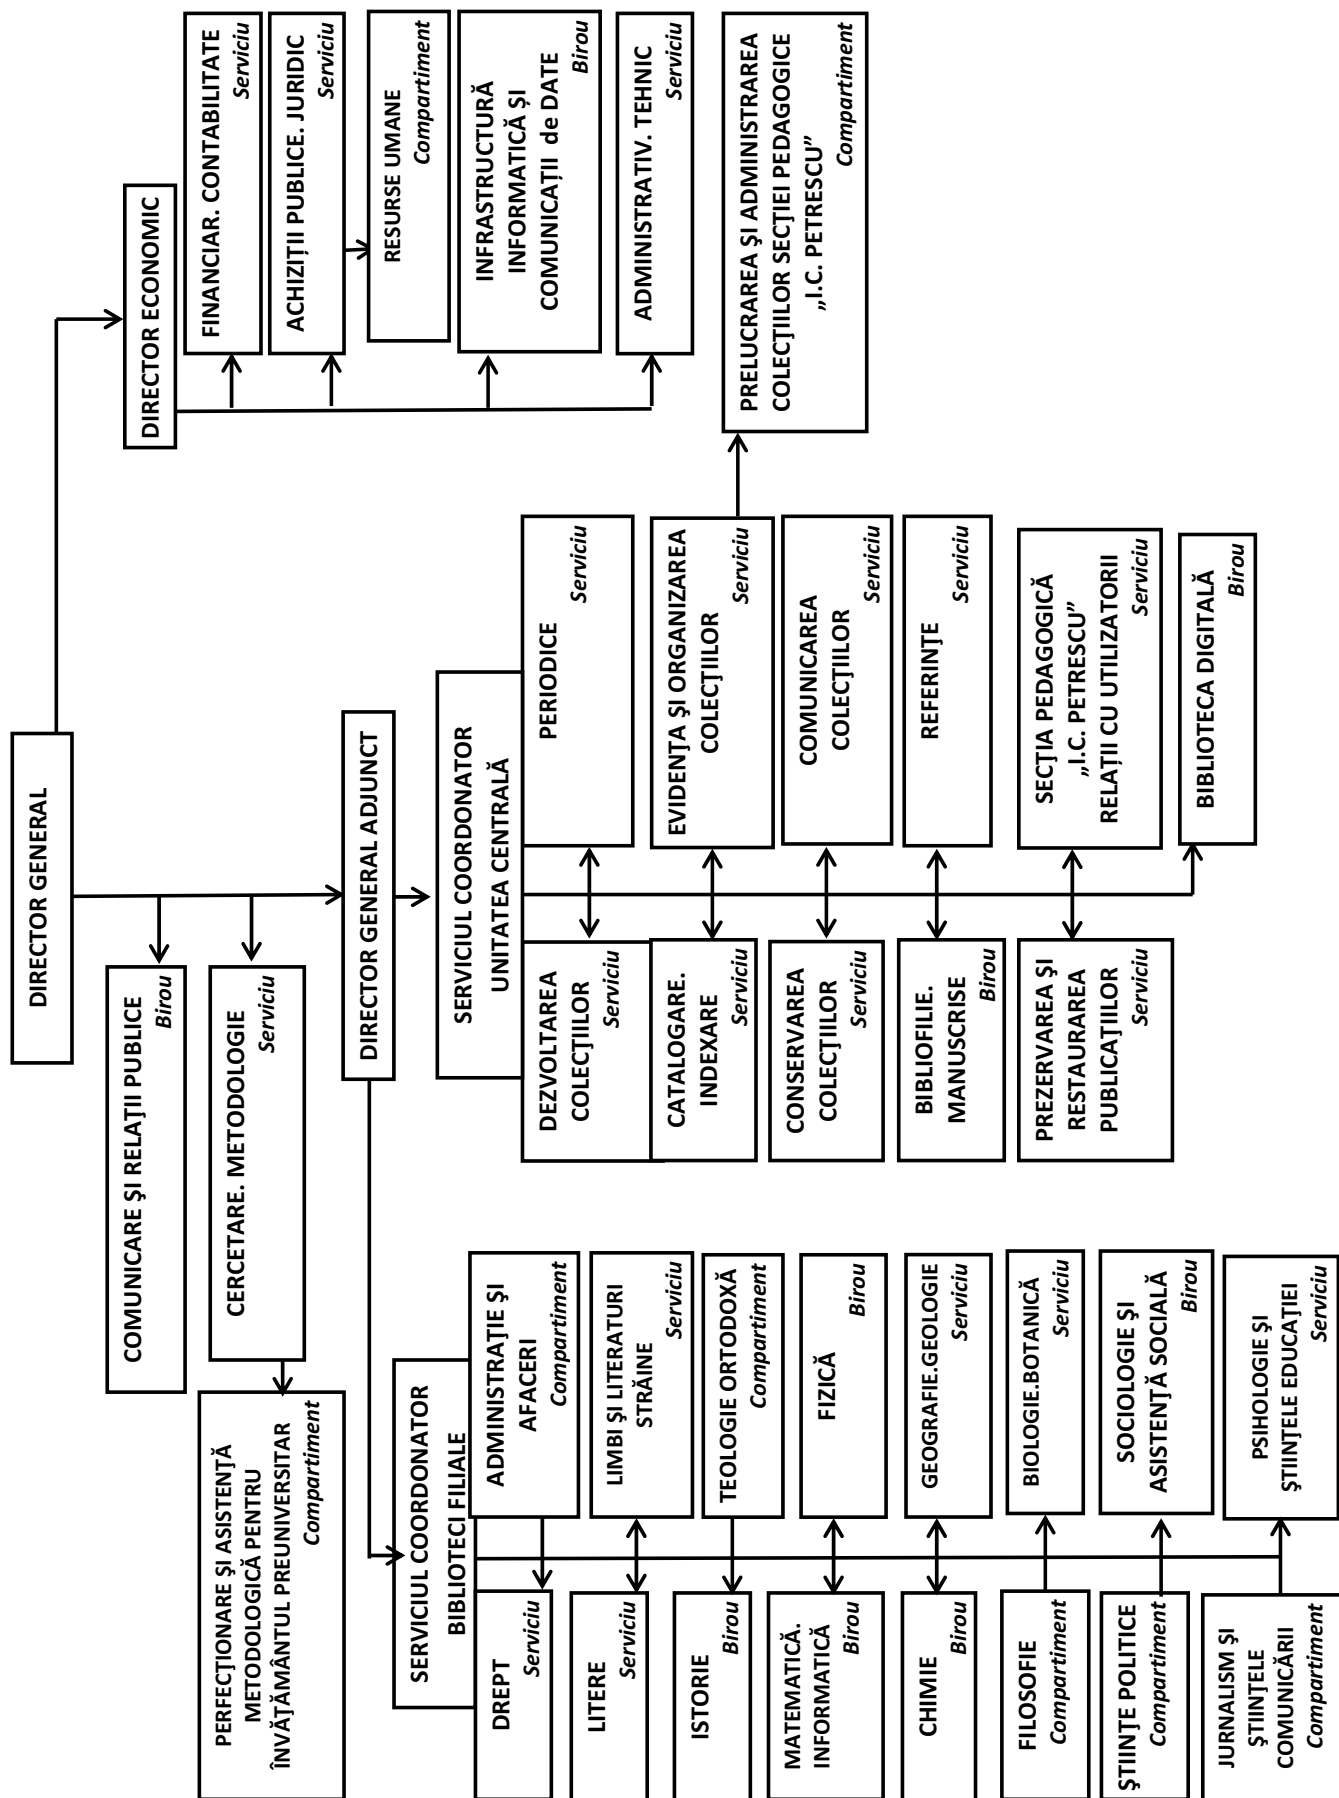 DIRECTOR GENERAL
COMUNICARE ŞI RELAŢII PUBLICE
Birou
CERCETARE. METODOLOGIE
Serviciu
PERFECŢIONARE ŞI ASISTENŢĂ
METODOLOGICĂ PENTRU
ÎNVĂŢĂMÂNTUL PREUNIVERSITAR
Compartiment
DIRECTOR GENERAL ADJUNCT
DIRECTOR ECONOMIC
FINANCIAR. CONTABILITATE
Serviciu
ACHIZIȚII PUBLICE. JURIDIC
Serviciu
RESURSE UMANE
Compartiment
INFRASTRUCTURĂ
INFORMATICĂ ŞI
COMUNICAȚII de DATE
Birou
ADMINISTRATIV. TEHNIC
Serviciu
SERVICIUL COORDONATOR
BIBLIOTECI FILIALE
DREPT
Serviciu
ADMINISTRAŢIE ŞI
AFACERI
Compartiment
LITERE
Serviciu
LIMBI ŞI LITERATURI
STRĂINE
Serviciu
ISTORIE
Birou
TEOLOGIE ORTODOXĂ
Compartiment
MATEMATICĂ.
INFORMATICĂ
Birou
FIZICĂ
Birou
CHIMIE
Birou
GEOGRAFIE.GEOLOGIE
Serviciu
FILOSOFIE
Compartiment
BIOLOGIE.BOTANICĂ
Serviciu
ŞTIINŢE POLITICE
Compartiment
SOCIOLOGIE ŞI
ASISTENŢĂ SOCIALĂ
Birou
JURNALISM ŞI
ŞTIINŢELE
COMUNICĂRII
Compartiment
PSIHOLOGIE ŞI
ŞTIINŢELE EDUCAŢIEI
Serviciu
SERVICIUL COORDONATOR
UNITATEA CENTRALĂ
DEZVOLTAREA
COLECŢIILOR
Serviciu
PERIODICE
Serviciu
CATALOGARE.
INDEXARE
Serviciu
EVIDENŢA ŞI ORGANIZAREA
COLECŢIILOR
Serviciu
PRELUCRAREA ŞI ADMINISTRAREA
COLECŢIILOR SECŢIEI PEDAGOGICE
„I.C. PETRESCU”
Compartiment
CONSERVAREA
COLECŢIILOR
Serviciu
COMUNICAREA
COLECŢIILOR
Serviciu
BIBLIOFILIE.
MANUSCRISE
Birou
REFERINŢE
Serviciu
PREZERVAREA ŞI
RESTAURAREA
PUBLICAŢIILOR
Serviciu
SECŢIA PEDAGOGICĂ
„I.C. PETRESCU”
RELAȚII CU UTILIZATORII
Serviciu
BIBLIOTECA DIGITALĂ
Birou